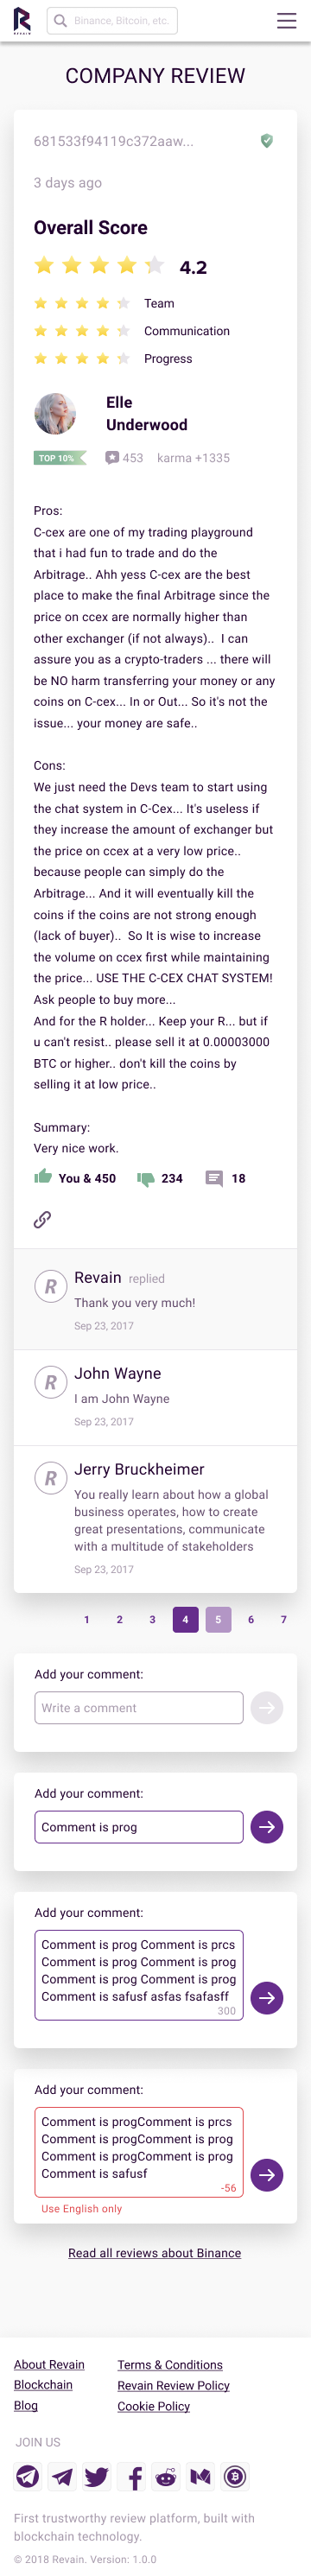 R
REVAIN
Binance, Bitcoin, etc.
COMPANY REVIEW
681533f94119c372aaw...
3 days ago
Overall Score
4.2
Team
Communication
Progress
Elle
Underwood
TOP 10%
453
karma +1335
Pros:
C-cex are one of my trading playground
that i had fun to trade and do the
Arbitrage.. Ahh yess C-cex are the best
place to make the final Arbitrage since the
price on ccex are normally higher than
other exchanger (if not always)..  I can
assure you as a crypto-traders ... there will
be NO harm transferring your money or any
coins on C-cex... In or Out... So it's not the
issue... your money are safe..
Cons:
We just need the Devs team to start using
the chat system in C-Cex... It's useless if
they increase the amount of exchanger but
the price on ccex at a very low price..
because people can simply do the
Arbitrage... And it will eventually kill the
coins if the coins are not strong enough
(lack of buyer)..  So It is wise to increase
the volume on ccex first while maintaining
the price... USE THE C-CEX CHAT SYSTEM!
Ask people to buy more...
And for the R holder... Keep your R... but if
u can't resist.. please sell it at 0.00003000
BTC or higher.. don't kill the coins by
selling it at low price..
Summary:
Very nice work.
You & 450
234
18
R
Revain replied
Thank you very much!
Sep 23, 2017
R
John Wayne
I am John Wayne
Sep 23, 2017
R
Jerry Bruckheimer
You really learn about how a global
business operates, how to create
great presentations, communicate
with a multitude of stakeholders
Sep 23, 2017
1 2 3 4 5 6 7
Add your comment:
Write a comment
Add your comment:
Comment is prog
Add your comment:
Comment is prog Comment is prcs
Comment is prog Comment is prog
Comment is prog Comment is prog
Comment is safusf asfas fsafasff
300
Add your comment:
Comment is progComment is prcs
Comment is progComment is prog
Comment is progComment is prog
Comment is safusf
-56
Use English only
Read all reviews about Binance
About Revain
Blockchain
Blog
Terms & Conditions
Revain Review Policy
Cookie Policy
JOIN US
First trustworthy review platform, built with
blockchain technology.
© 2018 Revain. Version: 1.0.0